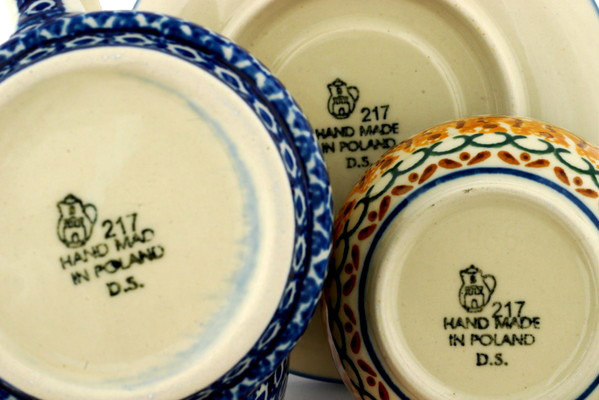 217
HAND MADE
IN POLAND
D.S.
217
HAND MAD
IN POLAND
D.S.
217
HAND MADE
IN POLAND
D.S.